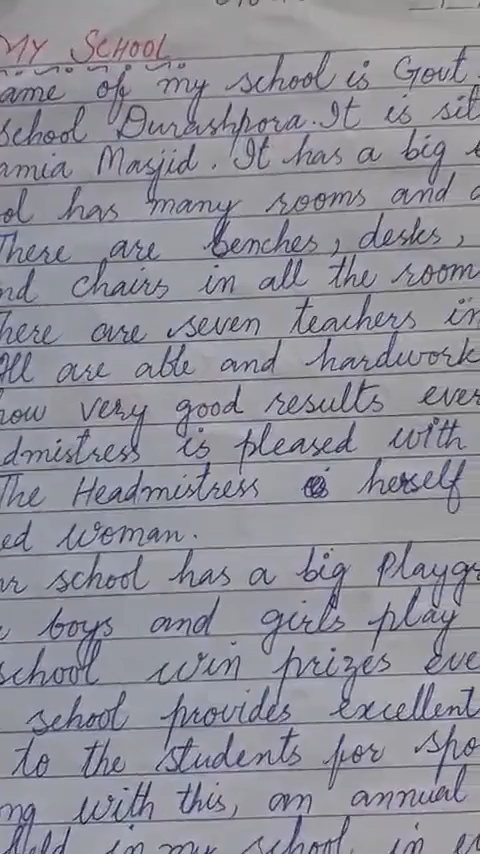 MY SCHOOL
ame of my school is Govt.
school Durashpora. It is sit
amia Masjid. It has a big
ol has many rooms and a
There are benches, desks,
nd chairs in all the room
here are seven teachers in
All are able and hardwork
how very good results ever
dmistress is pleased with
The Headmistress herself
ed woman.
ur school has a big Playgr
boys and girls play
school win prizes eve
school provides excellent
to the students for spo
ng with this, an annual
held in my school in ev